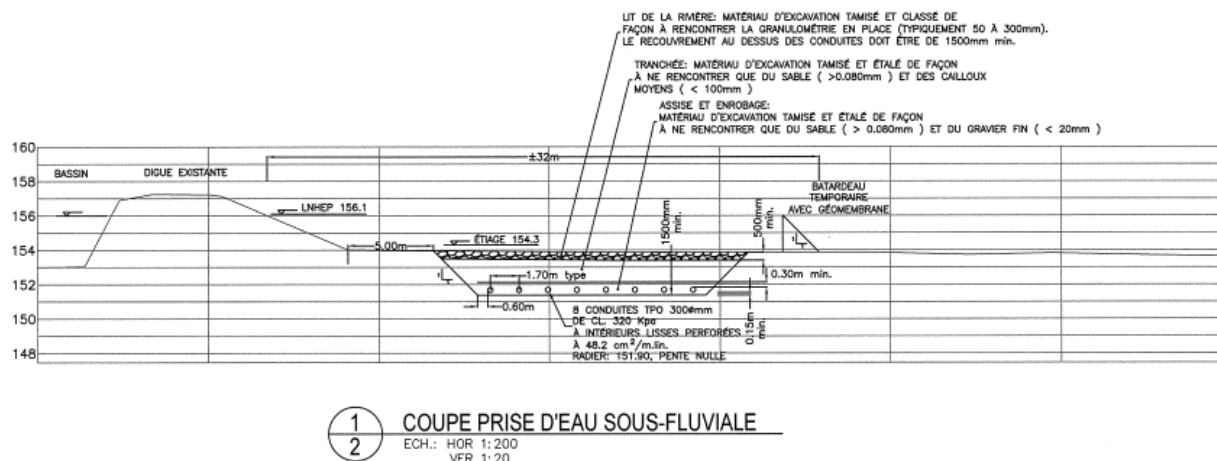 LIT DE LA RIVIÈRE: MATÉRIAU D'EXCAVATION TAMISÉ ET CLASSÉ DE
FAÇON À RENCONTRER LA GRANULOMÉTRIE EN PLACE (TYPIQUEMENT 50 À 300mm).
LE RECOUVREMENT AU DESSUS DES CONDUITES DOIT ÊTRE DE 1500mm min.
TRANCHÉE: MATÉRIAU D'EXCAVATION TAMISÉ ET ÉTALÉ DE FAÇON
À NE RENCONTRER QUE DU SABLE ( >0.080mm ) ET DES CAILLOUX
MOYENS ( < 100mm )
ASSISE ET ENROBAGE:
MATÉRIAU D'EXCAVATION TAMISÉ ET ÉTALÉ DE FAÇON
À NE RENCONTRER QUE DU SABLE ( > 0.080mm ) ET DU GRAVIER FIN ( < 20mm )
160
158
156
154
152
150
148
±32m
BASSIN
DIGUE EXISTANTE
LNHEP 156.1
5.00m
ÉTIAGE 154.3
1500mm
min.
500mm
min.
BATARDEAU
TEMPORAIRE
AVEC GÉOMEMBRANE
1
1
1
1.70m type
0.30m min.
0.60m
0.15m
min.
8 CONDUITES TPO 300ømm
DE CL. 320 Kpa
À INTÉRIEURS LISSES PERFORÉES
À 48.2 cm²/m.lin.
RADIER: 151.90, PENTE NULLE
1
2
COUPE PRISE D'EAU SOUS-FLUVIALE
ECH.: HOR 1:200
VER 1:20